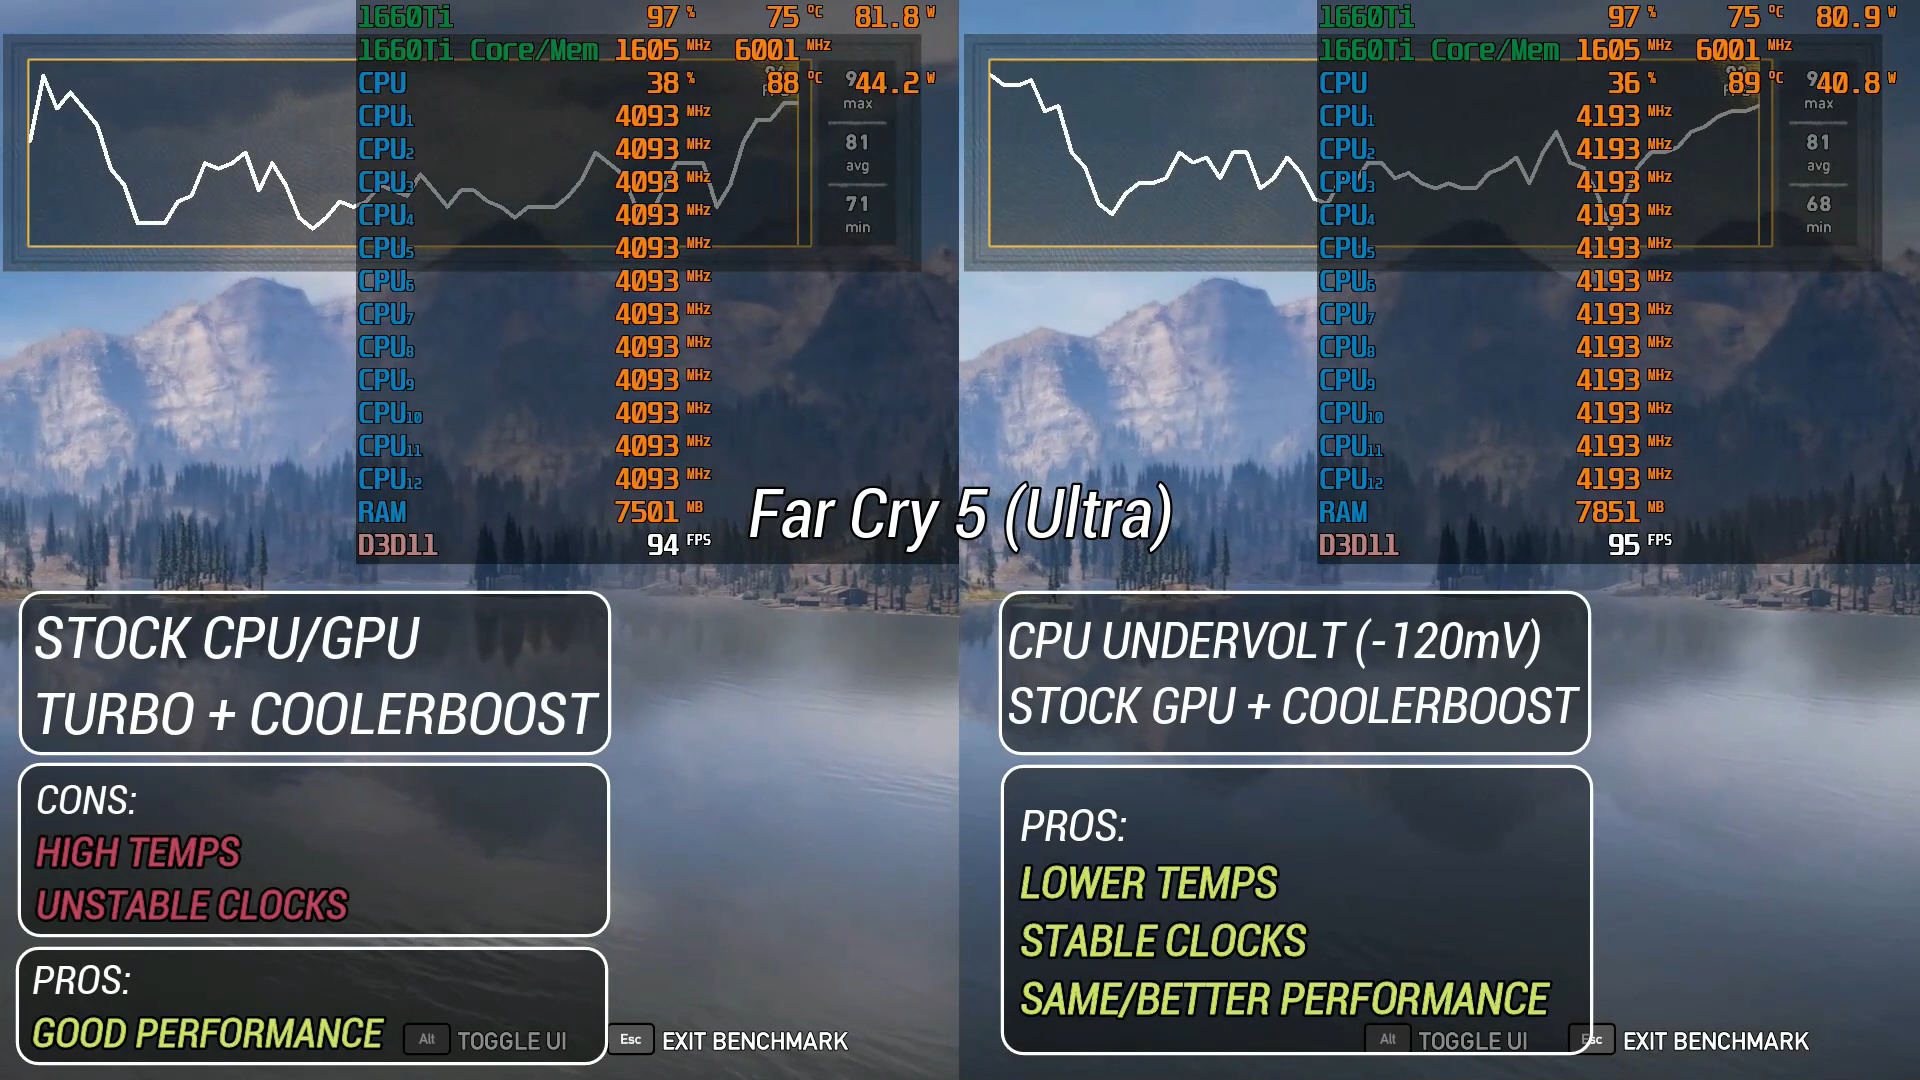 1660Ti 97 % 75 °C 81.8 W
1660Ti Core/Mem 1605 MHz 6001 MHz
CPU 38 % 88 °C 44.2 W
max
CPU1 4093 MHz
81
CPU2 4093 MHz
avg
CPU3 4093 MHz
71
CPU4 4093 MHz
min
CPU5 4093 MHz
CPU6 4093 MHz
CPU7 4093 MHz
CPU8 4093 MHz
CPU9 4093 MHz
CPU10 4093 MHz
CPU11 4093 MHz
CPU12 4093 MHz
RAM 7501 MB
D3D11 94 FPS
1660Ti 97 % 75 °C 80.9 W
1660Ti Core/Mem 1605 MHz 6001 MHz
CPU 36 % 89 °C 40.8 W
max
CPU1 4193 MHz
81
CPU2 4193 MHz
avg
CPU3 4193 MHz
68
CPU4 4193 MHz
min
CPU5 4193 MHz
CPU6 4193 MHz
CPU7 4193 MHz
CPU8 4193 MHz
CPU9 4193 MHz
CPU10 4193 MHz
CPU11 4193 MHz
CPU12 4193 MHz
RAM 7851 MB
D3D11 95 FPS
Far Cry 5 (Ultra)
STOCK CPU/GPU
TURBO + COOLERBOOST
CONS:
HIGH TEMPS
UNSTABLE CLOCKS
PROS:
GOOD PERFORMANCE
Alt TOGGLE UI Esc EXIT BENCHMARK
CPU UNDERVOLT (-120mV)
STOCK GPU + COOLERBOOST
PROS:
LOWER TEMPS
STABLE CLOCKS
SAME/BETTER PERFORMANCE
Alt TOGGLE UI Esc EXIT BENCHMARK